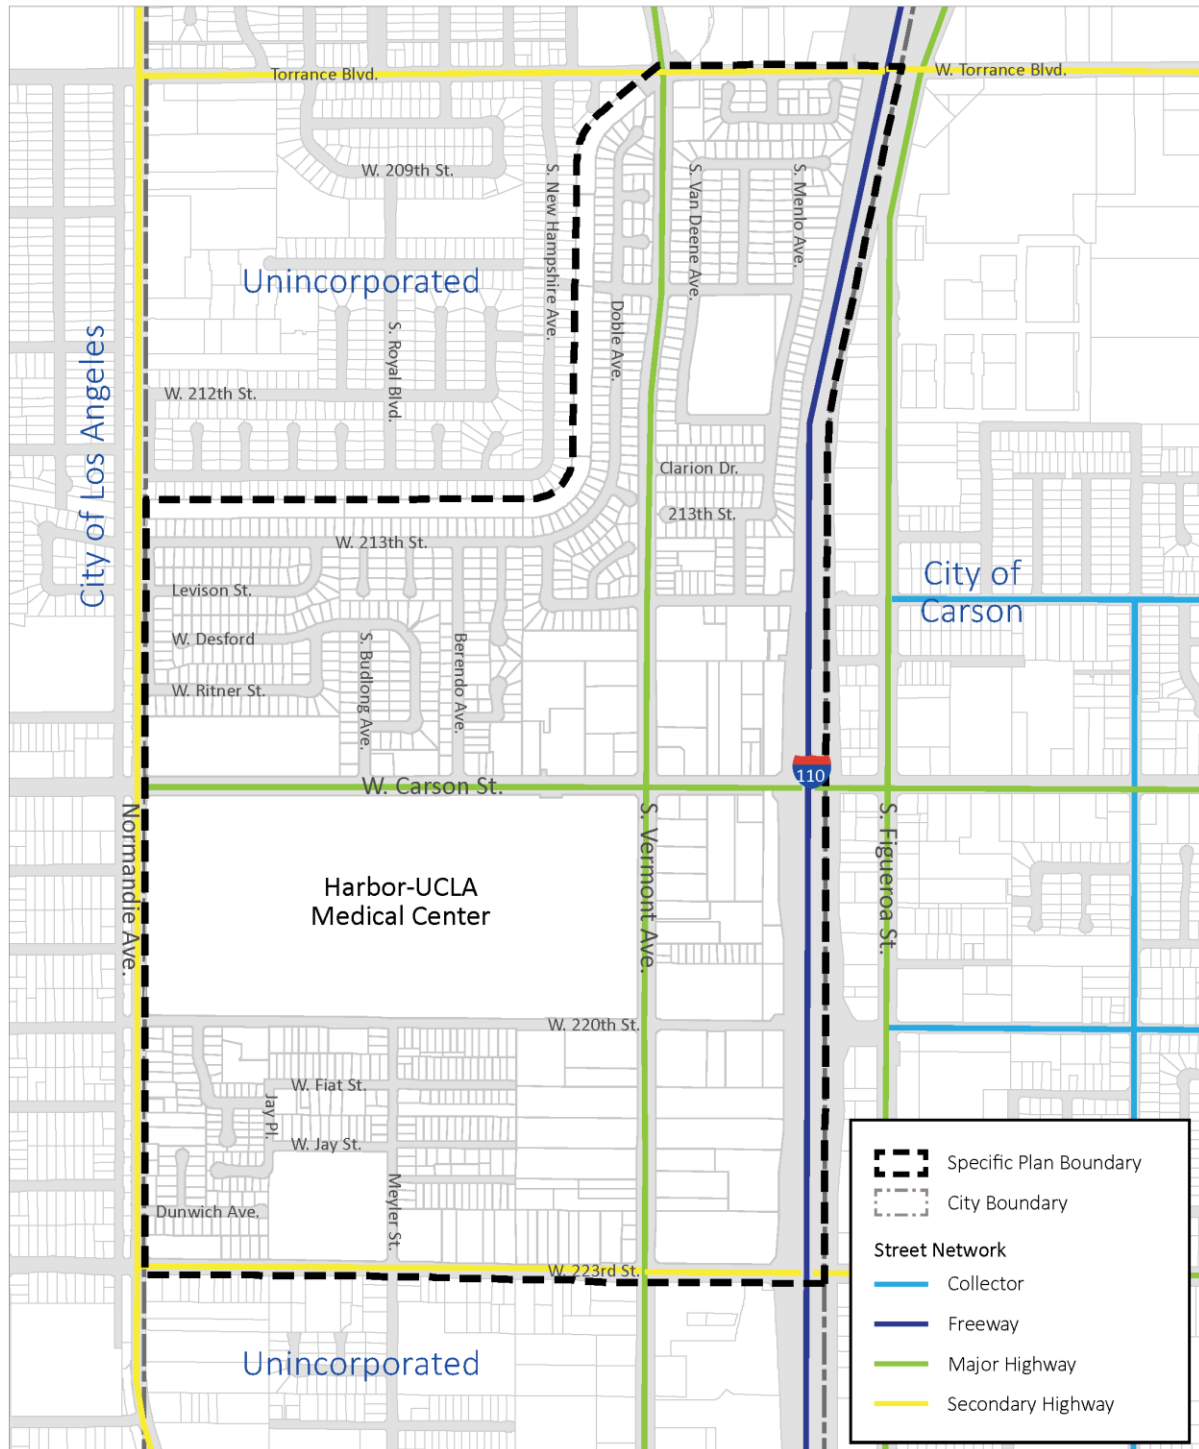 Torrance Blvd.
W. Torrance Blvd.
W. 209th St.
S. New Hampshire Ave.
S. Van Deene Ave.
S. Menlo Ave.
Unincorporated
Doble Ave.
S. Royal Blvd.
City of Los Angeles
W. 212th St.
Clarion Dr.
213th St.
W. 213th St.
City of
Carson
Levison St.
W. Desford
S. Budlong Ave.
Berendo Ave.
W. Ritner St.
110
W. Carson St.
Normandie Ave.
S. Vermont Ave.
S. Figueroa St.
Harbor-UCLA
Medical Center
W. 220th St.
W. Fiat St.
Jay Pl.
W. Jay St.
Meyler St.
Dunwich Ave.
W. 223rd St.
Unincorporated
Specific Plan Boundary
City Boundary
Street Network
Collector
Freeway
Major Highway
Secondary Highway